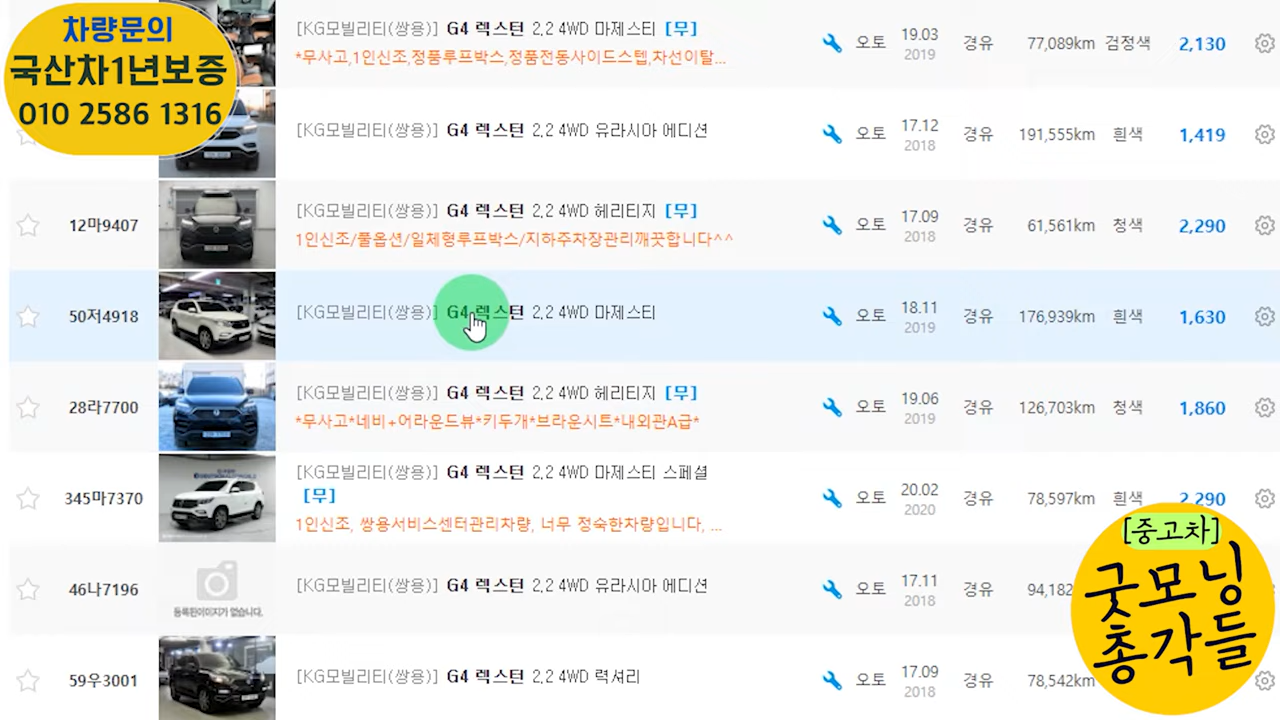 차량문의
국산차1년보증
010 2586 1316
[KG모빌리티(쌍용)] G4 렉스턴 2.2 4WD 마제스티 [무]
*무사고,1인신조,정품루프박스,정품전동사이드스텝,차선이탈...
오토 19.03 2019 경유 77,089km 검정색 2,130
[KG모빌리티(쌍용)] G4 렉스턴 2.2 4WD 유라시아 에디션
오토 17.12 2018 경유 191,555km 흰색 1,419
12마9407
[KG모빌리티(쌍용)] G4 렉스턴 2.2 4WD 헤리티지 [무]
1인신조/풀옵션/일체형루프박스/지하주차장관리깨끗합니다^^
오토 17.09 2018 경유 61,561km 청색 2,290
50저4918
[KG모빌리티(쌍용)] G4 렉스턴 2.2 4WD 마제스티
오토 18.11 2019 경유 176,939km 흰색 1,630
28라7700
[KG모빌리티(쌍용)] G4 렉스턴 2.2 4WD 헤리티지 [무]
*무사고*네비+어라운드뷰*키두개*브라운시트*내외관A급*
오토 19.06 2019 경유 126,703km 청색 1,860
345마7370
[KG모빌리티(쌍용)] G4 렉스턴 2.2 4WD 마제스티 스페셜
[무]
1인신조, 쌍용서비스센터관리차량, 너무 정숙한차량입니다, ...
오토 20.02 2020 경유 78,597km 흰색 2,290
46나7196
등록된이미지가 없습니다.
[KG모빌리티(쌍용)] G4 렉스턴 2.2 4WD 유라시아 에디션
오토 17.11 2018 경유 94,182
59우3001
[KG모빌리티(쌍용)] G4 렉스턴 2.2 4WD 럭셔리
오토 17.09 2018 경유 78,542km
[중고차]
굿모닝
총각들